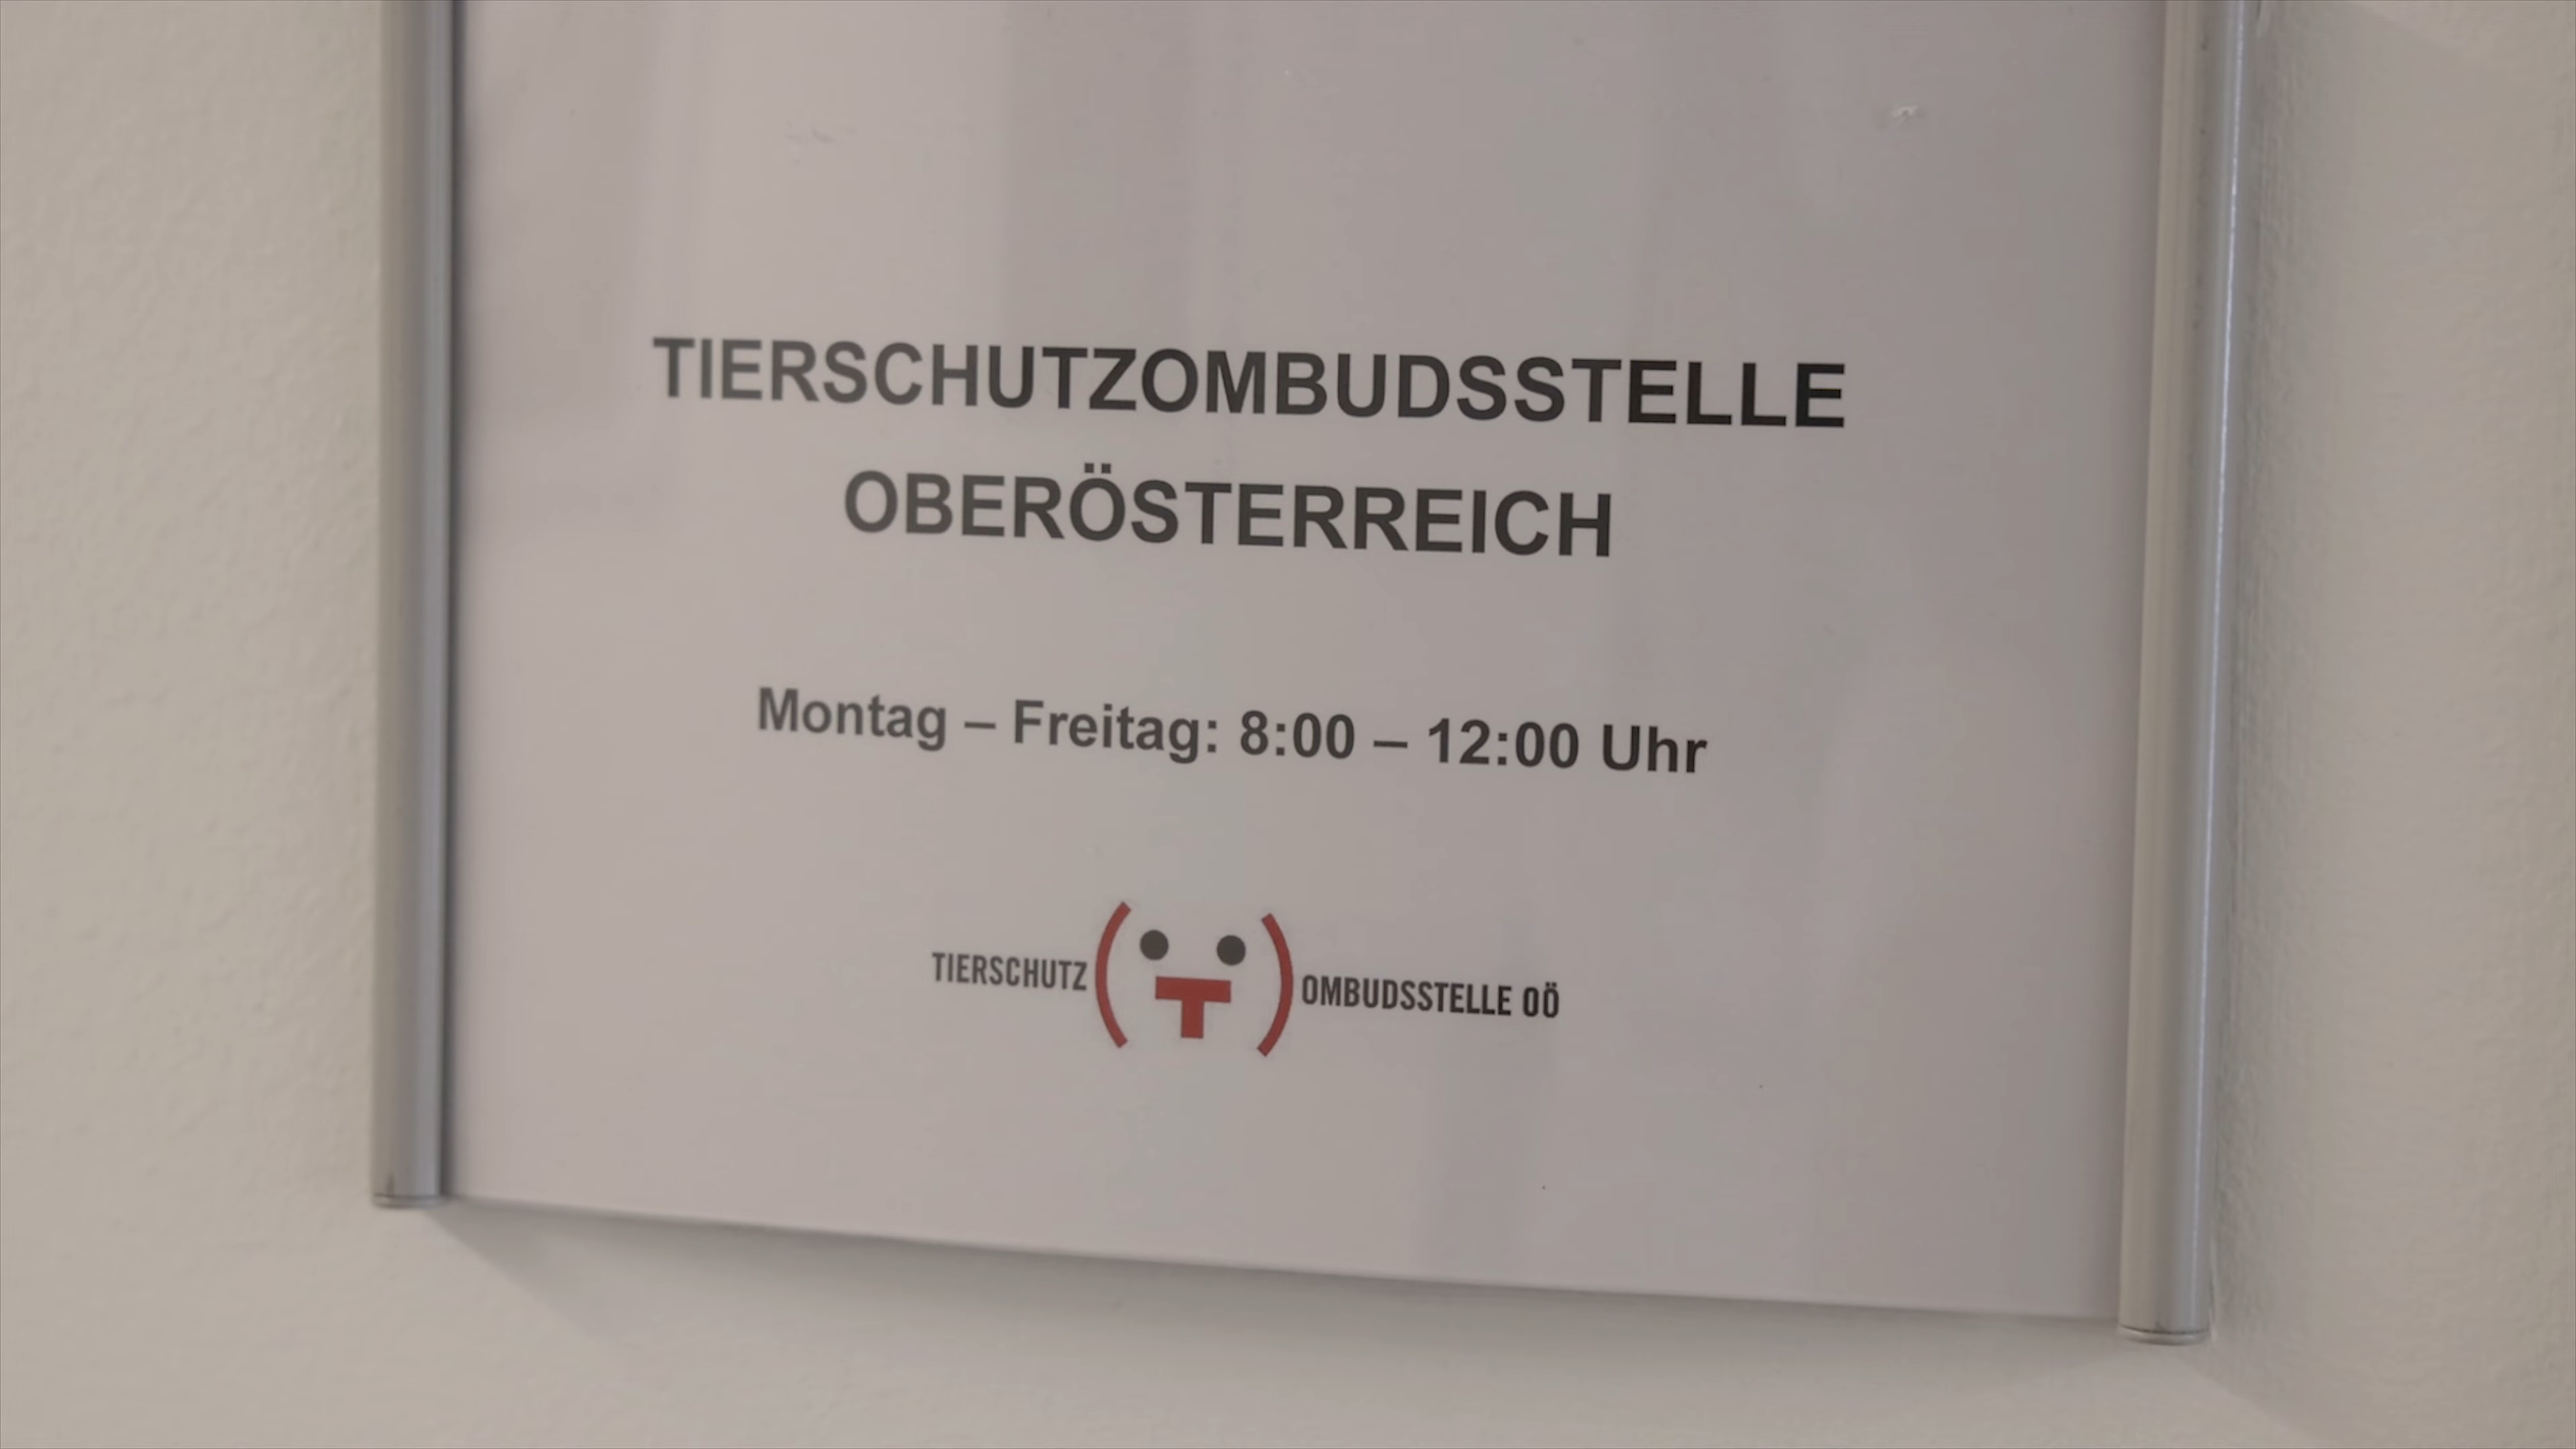 TIERSCHUTZOMBUDSSTELLE
OBERÖSTERREICH
Montag – Freitag: 8:00 – 12:00 Uhr
TIERSCHUTZ OMBUDSSTELLE OÖ